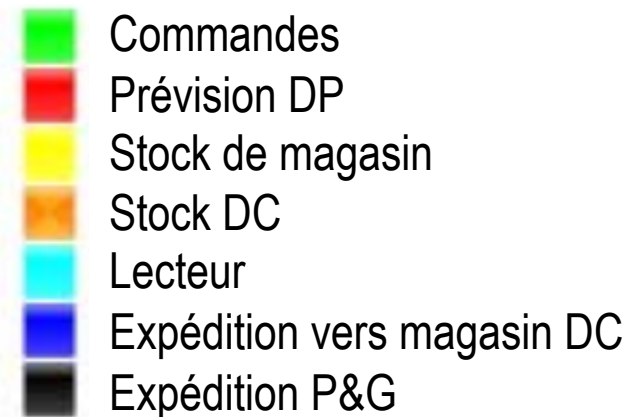 Commandes
Prévision DP
Stock de magasin
Stock DC
Lecteur
Expédition vers magasin DC
Expédition P&G